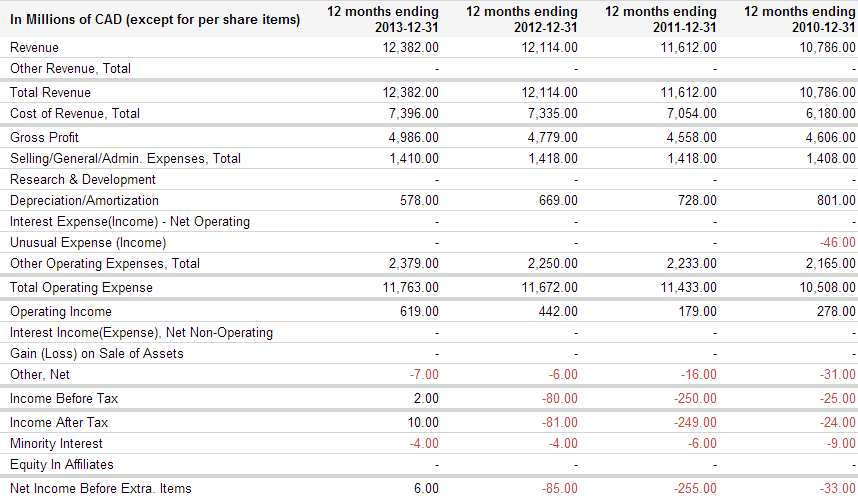 In Millions of CAD (except for per share items) 12 months ending 2013-12-31 12 months ending 2012-12-31 12 months ending 2011-12-31 12 months ending 2010-12-31
Revenue 12,382.00 12,114.00 11,612.00 10,786.00
Other Revenue, Total - - - -
Total Revenue 12,382.00 12,114.00 11,612.00 10,786.00
Cost of Revenue, Total 7,396.00 7,335.00 7,054.00 6,180.00
Gross Profit 4,986.00 4,779.00 4,558.00 4,606.00
Selling/General/Admin. Expenses, Total 1,410.00 1,418.00 1,418.00 1,408.00
Research & Development - - - -
Depreciation/Amortization 578.00 669.00 728.00 801.00
Interest Expense(Income) - Net Operating - - - -
Unusual Expense (Income) - - - -46.00
Other Operating Expenses, Total 2,379.00 2,250.00 2,233.00 2,165.00
Total Operating Expense 11,763.00 11,672.00 11,433.00 10,508.00
Operating Income 619.00 442.00 179.00 278.00
Interest Income(Expense), Net Non-Operating - - - -
Gain (Loss) on Sale of Assets - - - -
Other, Net -7.00 -6.00 -16.00 -31.00
Income Before Tax 2.00 -80.00 -250.00 -25.00
Income After Tax 10.00 -81.00 -249.00 -24.00
Minority Interest -4.00 -4.00 -6.00 -9.00
Equity In Affiliates - - - -
Net Income Before Extra. Items 6.00 -85.00 -255.00 -33.00